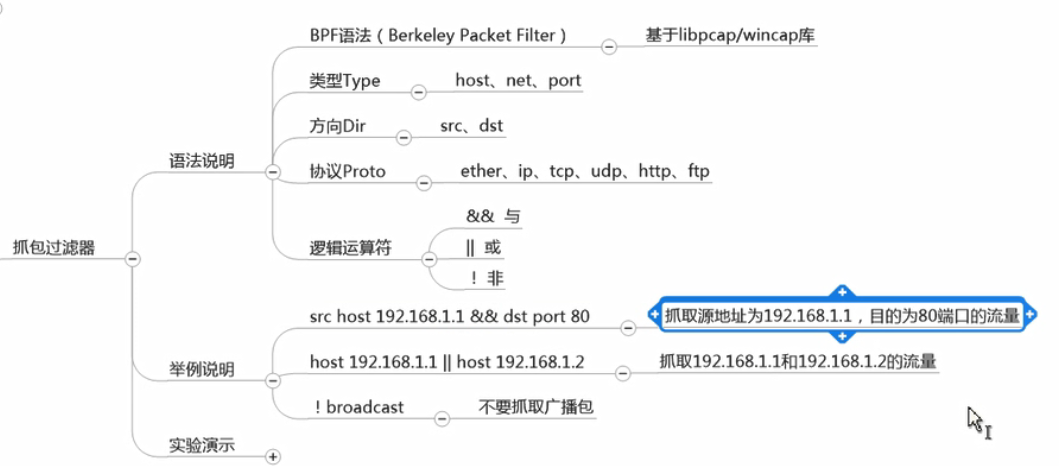 抓包过滤器
语法说明
BPF语法（Berkeley Packet Filter）
基于libpcap/wincap库
类型Type
host、net、port
方向Dir
src、dst
协议Proto
ether、ip、tcp、udp、http、ftp
逻辑运算符
&& 与
|| 或
！非
举例说明
src host 192.168.1.1 && dst port 80
抓取源地址为192.168.1.1，目的为80端口的流量
host 192.168.1.1 || host 192.168.1.2
抓取192.168.1.1和192.168.1.2的流量
！broadcast
不要抓取广播包
实验演示